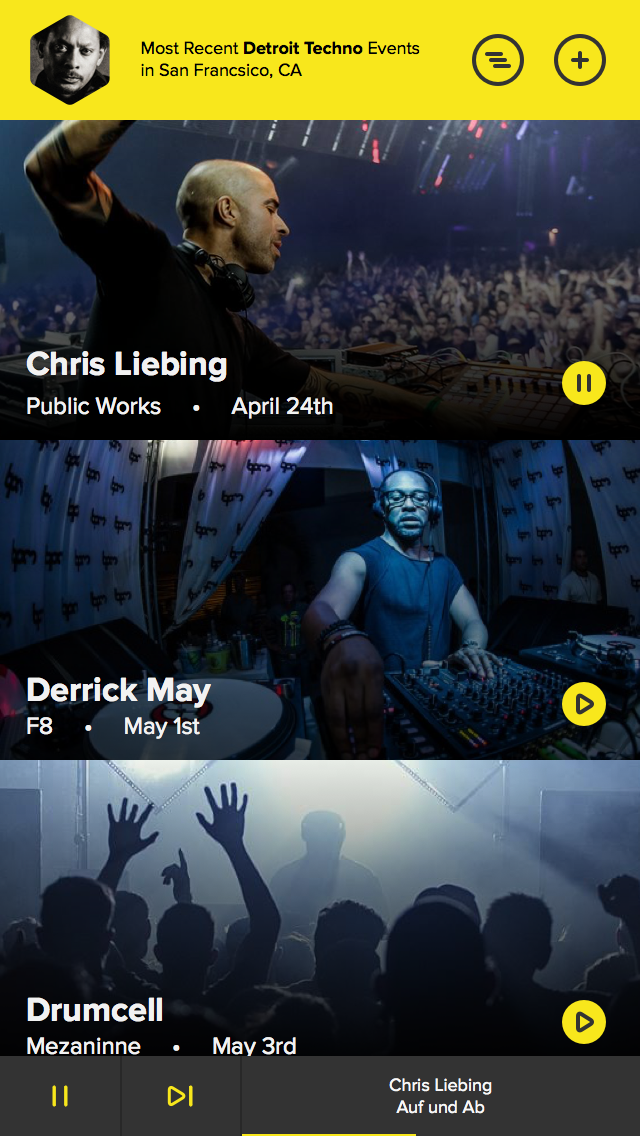 Most Recent Detroit Techno Events
in San Francsico, CA
Chris Liebing
Public Works • April 24th
bpm
Derrick May
F8 • May 1st
Drumcell
Mezaninne • May 3rd
Chris Liebing
Auf und Ab